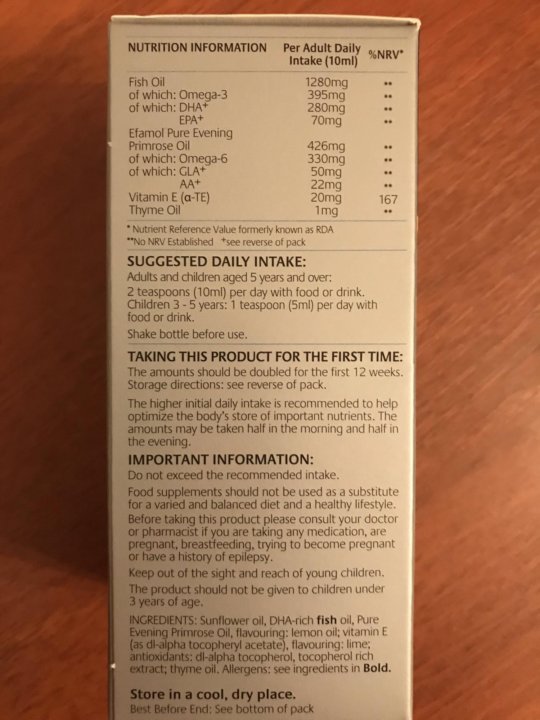 NUTRITION INFORMATION Per Adult Daily Intake (10ml) %NRV*
Fish Oil 1280mg **
of which: Omega-3 395mg **
of which: DHA+ 280mg **
EPA+ 70mg **
Efamol Pure Evening
Primrose Oil 426mg **
of which: Omega-6 330mg **
of which: GLA+ 50mg **
AA+ 22mg **
Vitamin E (α-TE) 20mg 167
Thyme Oil 1mg **
* Nutrient Reference Value formerly known as RDA
**No NRV Established +see reverse of pack
SUGGESTED DAILY INTAKE:
Adults and children aged 5 years and over:
2 teaspoons (10ml) per day with food or drink.
Children 3 - 5 years: 1 teaspoon (5ml) per day with
food or drink.
Shake bottle before use.
TAKING THIS PRODUCT FOR THE FIRST TIME:
The amounts should be doubled for the first 12 weeks.
Storage directions: see reverse of pack.
The higher initial daily intake is recommended to help
optimize the body's store of important nutrients. The
amounts may be taken half in the morning and half in
the evening.
IMPORTANT INFORMATION:
Do not exceed the recommended intake.
Food supplements should not be used as a substitute
for a varied and balanced diet and a healthy lifestyle.
Before taking this product please consult your doctor
or pharmacist if you are taking any medication, are
pregnant, breastfeeding, trying to become pregnant
or have a history of epilepsy.
Keep out of the sight and reach of young children.
The product should not be given to children under
3 years of age.
INGREDIENTS: Sunflower oil, DHA-rich fish oil, Pure
Evening Primrose Oil, flavouring: lemon oil; vitamin E
(as dl-alpha tocopheryl acetate), flavouring: lime;
antioxidants: dl-alpha tocopherol, tocopherol rich
extract; thyme oil. Allergens: see ingredients in Bold.
Store in a cool, dry place.
Best Before End: See bottom of pack